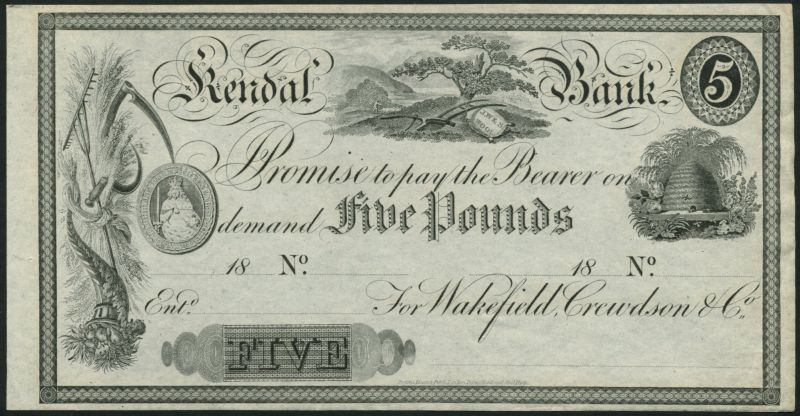 Kendal Bank. 5
I Promise to pay the Bearer on
demand Five Pounds
18 No. 18 No.
Entd. For Wakefield, Crewdson & Co.
FIVE